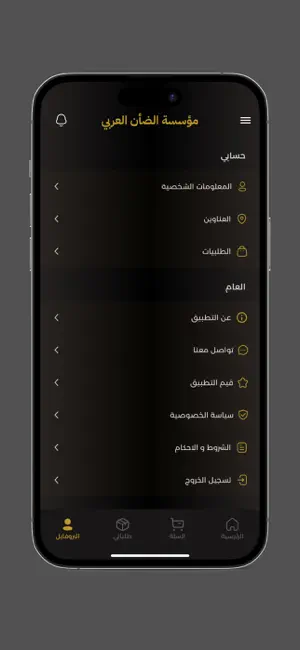 مؤسسة الضأن العربي
حسابي
المعلومات الشخصية
العناوين
الطلبيات
العام
عن التطبيق
تواصل معنا
قيم التطبيق
سياسة الخصوصية
الشروط و الاحكام
تسجيل الخروج
الرئيسية
السلة
طلباتي
البروفايل